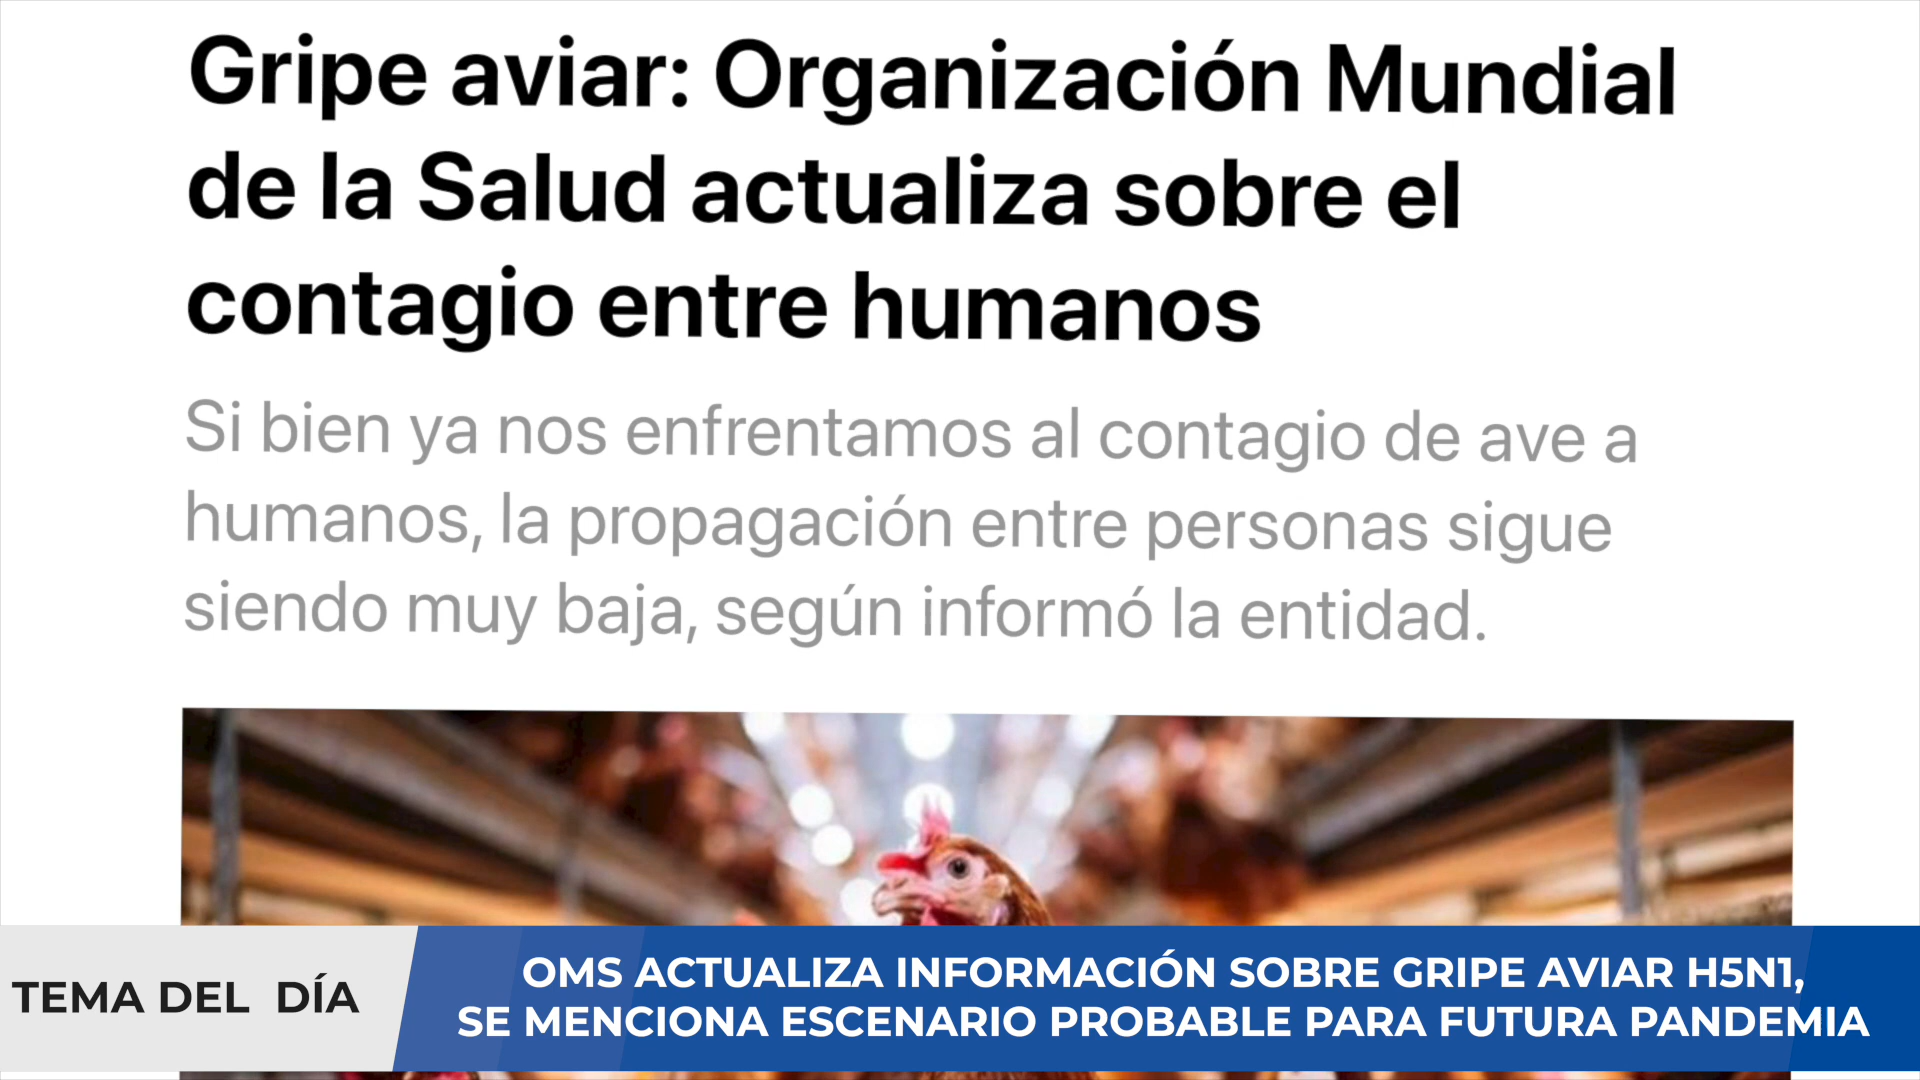 Gripe aviar: Organización Mundial
de la Salud actualiza sobre el
contagio entre humanos
Si bien ya nos enfrentamos al contagio de ave a
humanos, la propagación entre personas sigue
siendo muy baja, según informó la entidad.
TEMA DEL DÍA
OMS ACTUALIZA INFORMACIÓN SOBRE GRIPE AVIAR H5N1,
SE MENCIONA ESCENARIO PROBABLE PARA FUTURA PANDEMIA